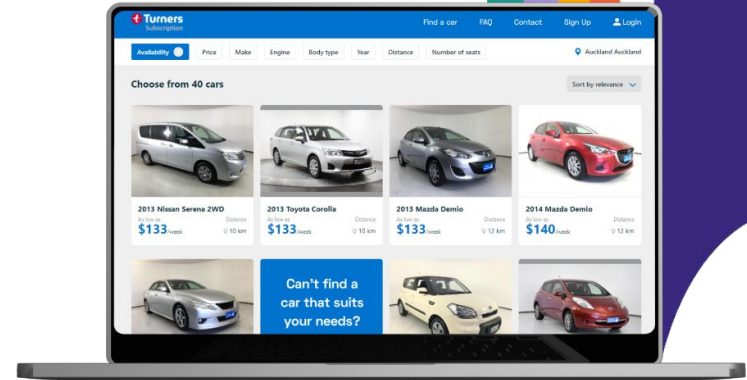 Turners
Subscription
Find a car
FAQ
Contact
Sign Up
Login
Availability
Price
Make
Engine
Body type
Year
Distance
Number of seats
Auckland Auckland
Choose from 40 cars
Sort by relevance
2013 Nissan Serena 2WD
As low as
Distance
$133/week
10 km
2013 Toyota Corolla
As low as
Distance
$133/week
10 km
2013 Mazda Demio
As low as
Distance
$133/week
12 km
2014 Mazda Demio
As low as
Distance
$140/week
12 km
Can't find a
car that suits
your needs?